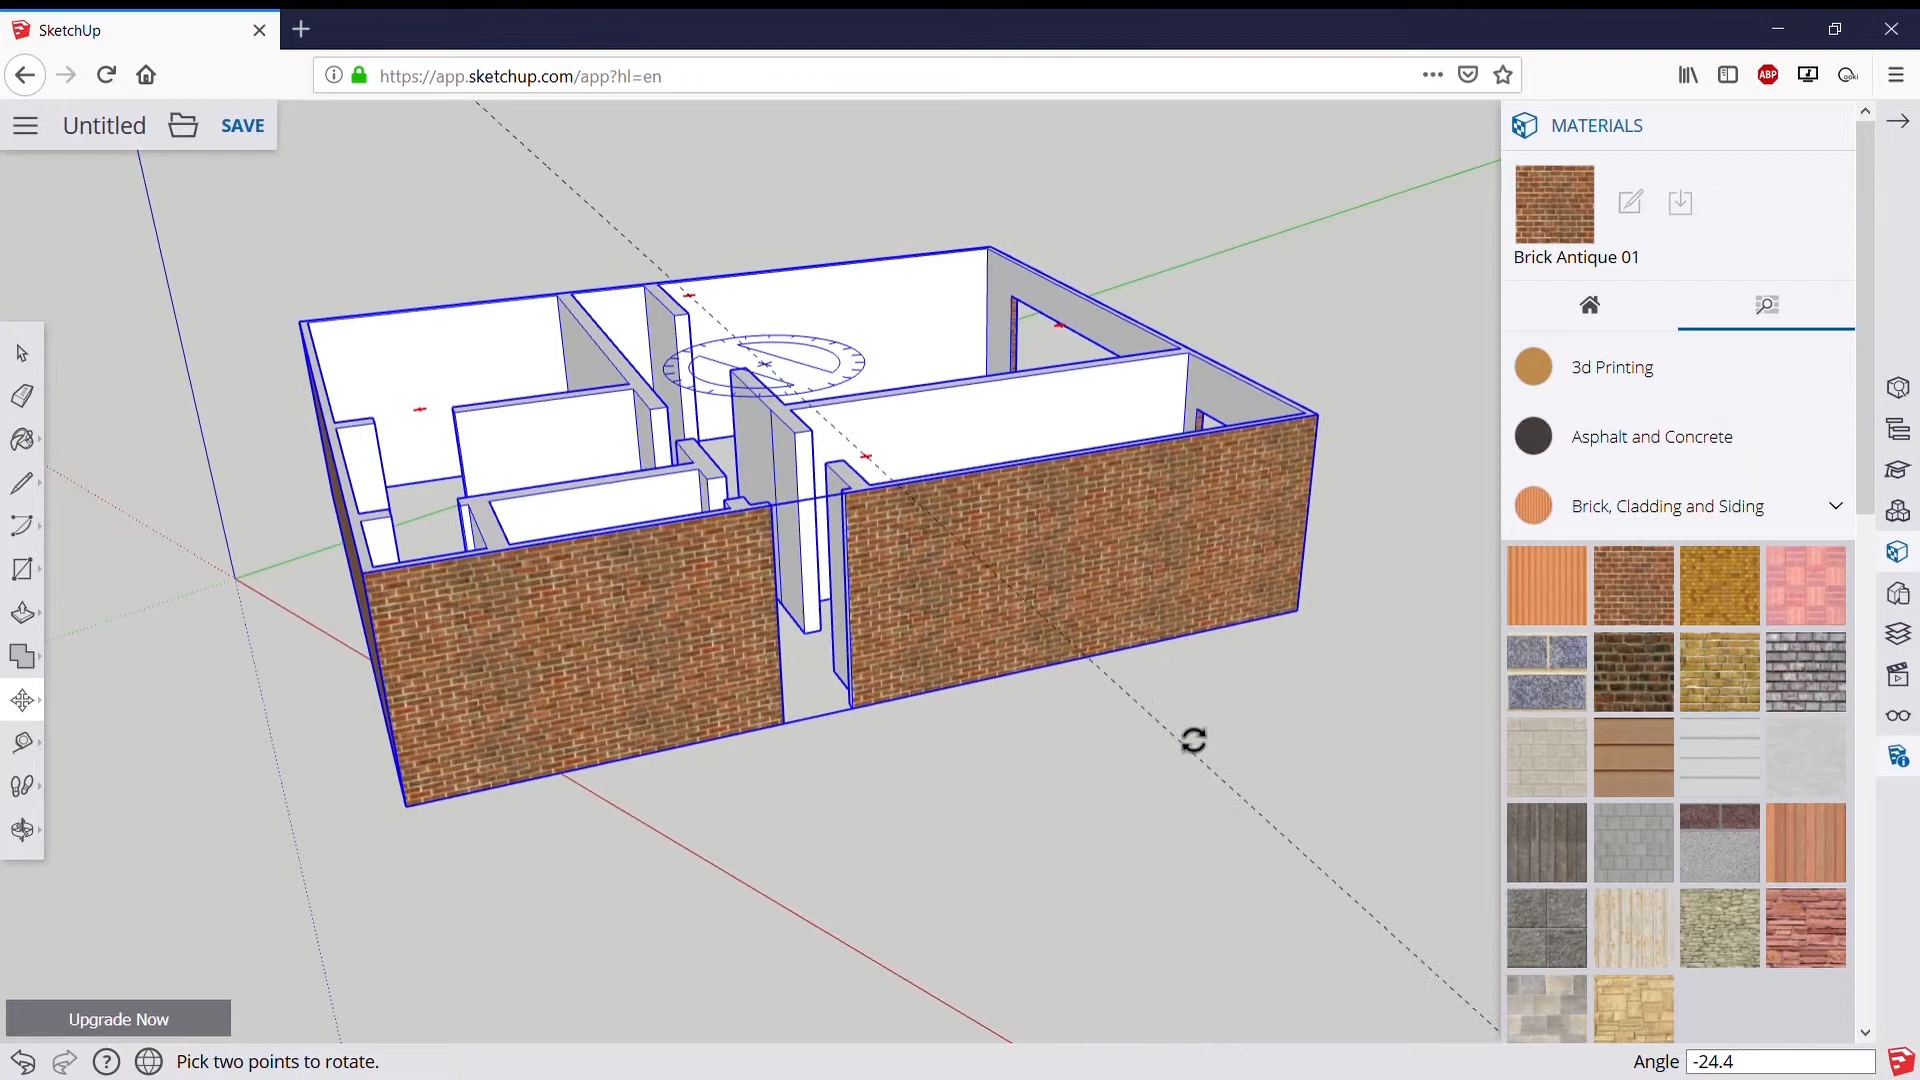 SketchUp
https://app.sketchup.com/app?hl=en
ABP
Untitled SAVE
MATERIALS
Brick Antique 01
3d Printing
Asphalt and Concrete
Brick, Cladding and Siding
Upgrade Now
Pick two points to rotate.
Angle -24.4